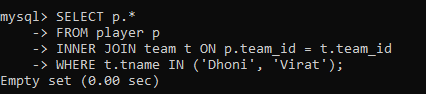 mysql> SELECT p.*
    -> FROM player p
    -> INNER JOIN team t ON p.team_id = t.team_id
    -> WHERE t.tname IN ('Dhoni', 'Virat');
Empty set (0.00 sec)